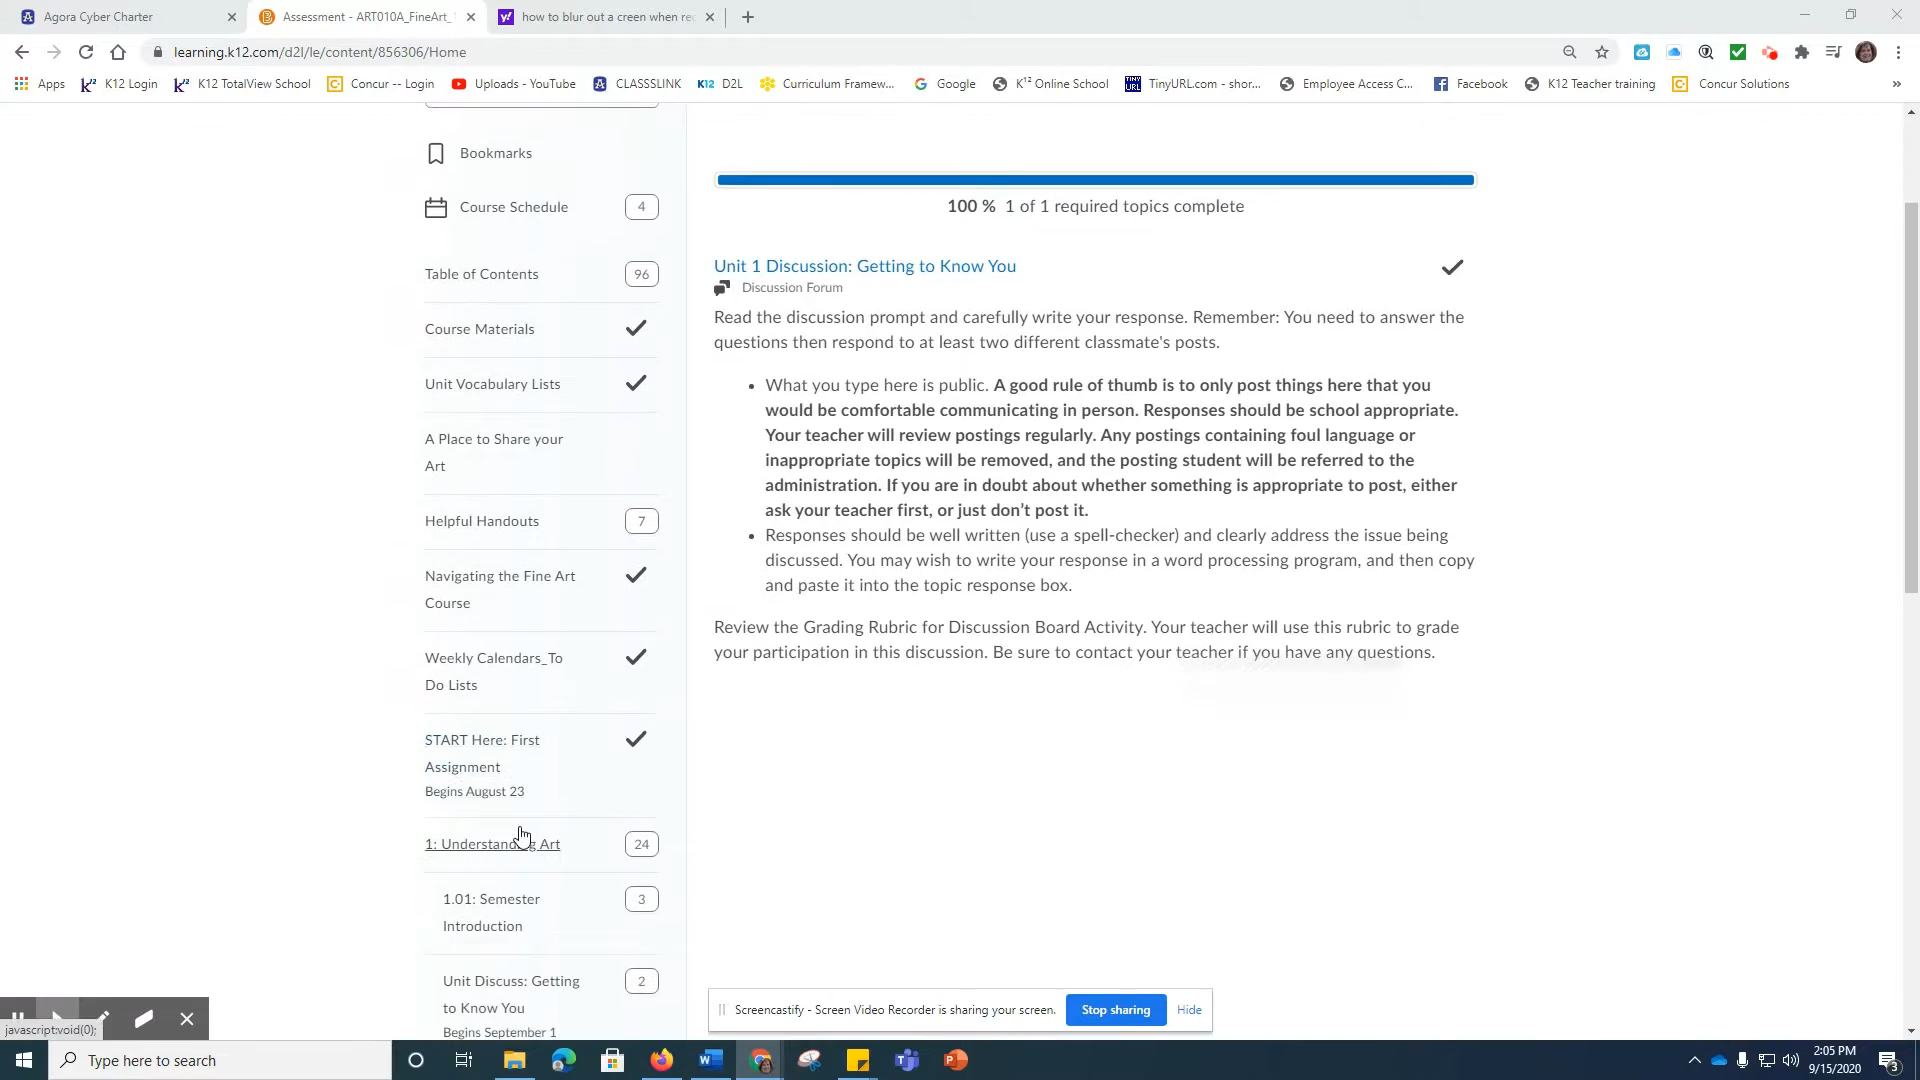 Agora Cyber Charter
Assessment - ART010A_FineArt_
how to blur out a creen when rec
learning.k12.com/d2l/le/content/856306/Home
Apps
K12 Login
K12 TotalView School
Concur -- Login
Uploads - YouTube
CLASSSLINK
K12 D2L
Curriculum Framew...
Google
K¹² Online School
TINY URL TinyURL.com - shor...
Employee Access C...
Facebook
K12 Teacher training
Concur Solutions
»
Bookmarks
Course Schedule 4
Table of Contents 96
Course Materials
Unit Vocabulary Lists
A Place to Share your
Art
Helpful Handouts 7
Navigating the Fine Art
Course
Weekly Calendars_To
Do Lists
START Here: First
Assignment
Begins August 23
1: Understanding Art 24
1.01: Semester 3
Introduction
Unit Discuss: Getting 2
to Know You
Begins September 1
100 % 1 of 1 required topics complete
Unit 1 Discussion: Getting to Know You
Discussion Forum
Read the discussion prompt and carefully write your response. Remember: You need to answer the
questions then respond to at least two different classmate's posts.
• What you type here is public. A good rule of thumb is to only post things here that you
would be comfortable communicating in person. Responses should be school appropriate.
Your teacher will review postings regularly. Any postings containing foul language or
inappropriate topics will be removed, and the posting student will be referred to the
administration. If you are in doubt about whether something is appropriate to post, either
ask your teacher first, or just don’t post it.
• Responses should be well written (use a spell-checker) and clearly address the issue being
discussed. You may wish to write your response in a word processing program, and then copy
and paste it into the topic response box.
Review the Grading Rubric for Discussion Board Activity. Your teacher will use this rubric to grade
your participation in this discussion. Be sure to contact your teacher if you have any questions.
Screencastify - Screen Video Recorder is sharing your screen. Stop sharing Hide
javascript:void(0);
Type here to search
2:05 PM
9/15/2020
3